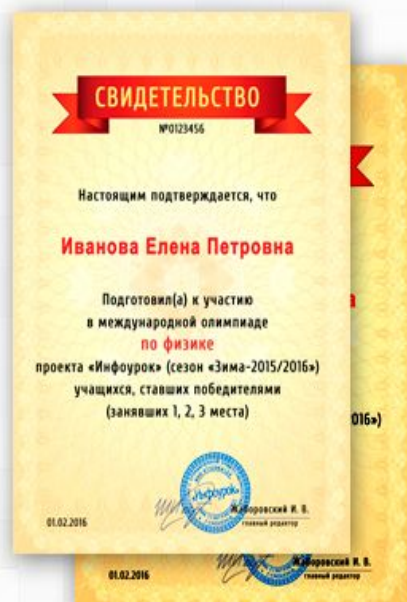 СВИДЕТЕЛЬСТВО
№0123456
Настоящим подтверждается, что
Иванова Елена Петровна
Подготовил(а) к участию
в международной олимпиаде
по физике
проекта «Инфоурок» (сезон «Зима-2015/2016»)
учащихся, ставших победителями
(занявших 1, 2, 3 места)
«Инфоурок»
01.02.2016
Жаборовский И. В.
главный редактор
а
016»)
01.02.2016
Жаборовский И. В.
главный редактор